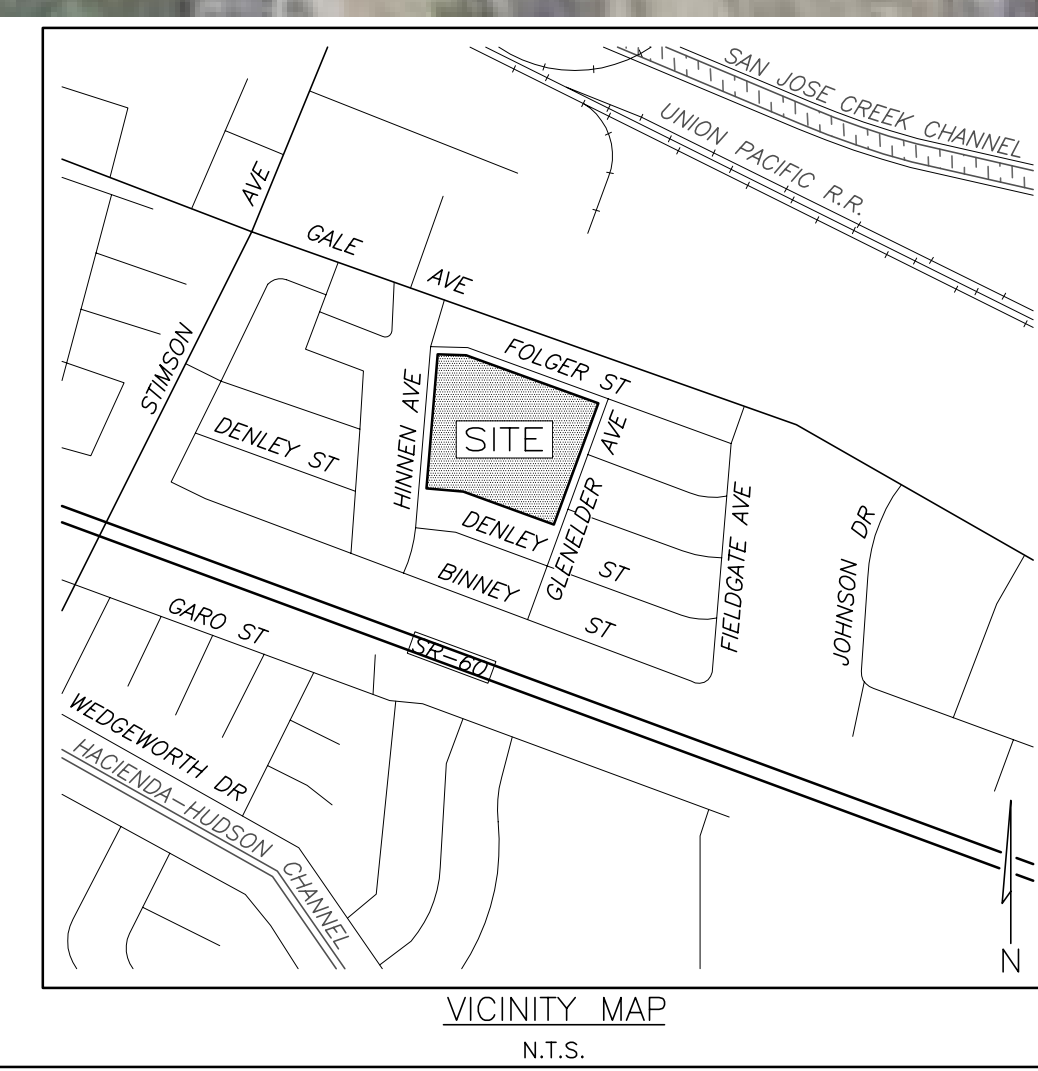 SAN JOSE CREEK CHANNEL
UNION PACIFIC R.R.
AVE
GALE
AVE
STIMSON
FOLGER ST
HINNEN AVE
SITE
AVE
DENLEY ST
GLENELDER
DENLEY
ST
FIELDGATE AVE
JOHNSON DR
BINNEY
ST
GARO ST
SR-60
WEDGEWORTH DR
HACIENDA-HUDSON CHANNEL
N
VICINITY MAP
N.T.S.